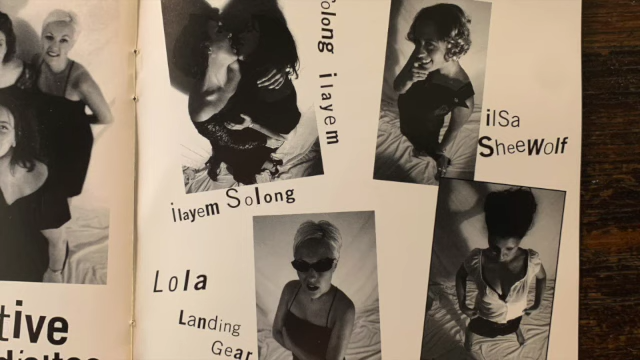 Solong ilayem
ilSa
SheeWolf
ilayem Solong
Lola
Landing
Gear
tive